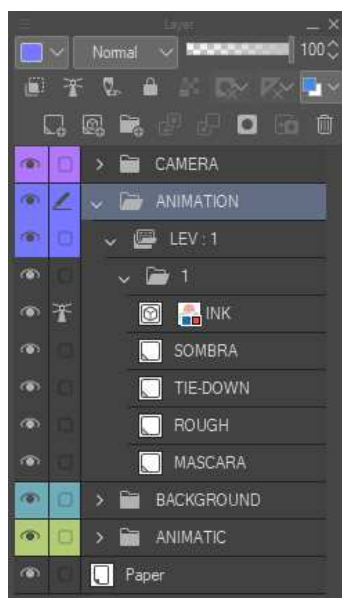 Layer
Normal
100
CAMERA
ANIMATION
LEV : 1
1
INK
SOMBRA
TIE-DOWN
ROUGH
MASCARA
BACKGROUND
ANIMATIC
Paper